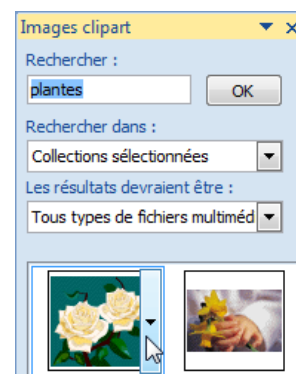 Images clipart
Rechercher :
plantes
OK
Rechercher dans :
Collections sélectionnées
Les résultats devraient être :
Tous types de fichiers multiméd